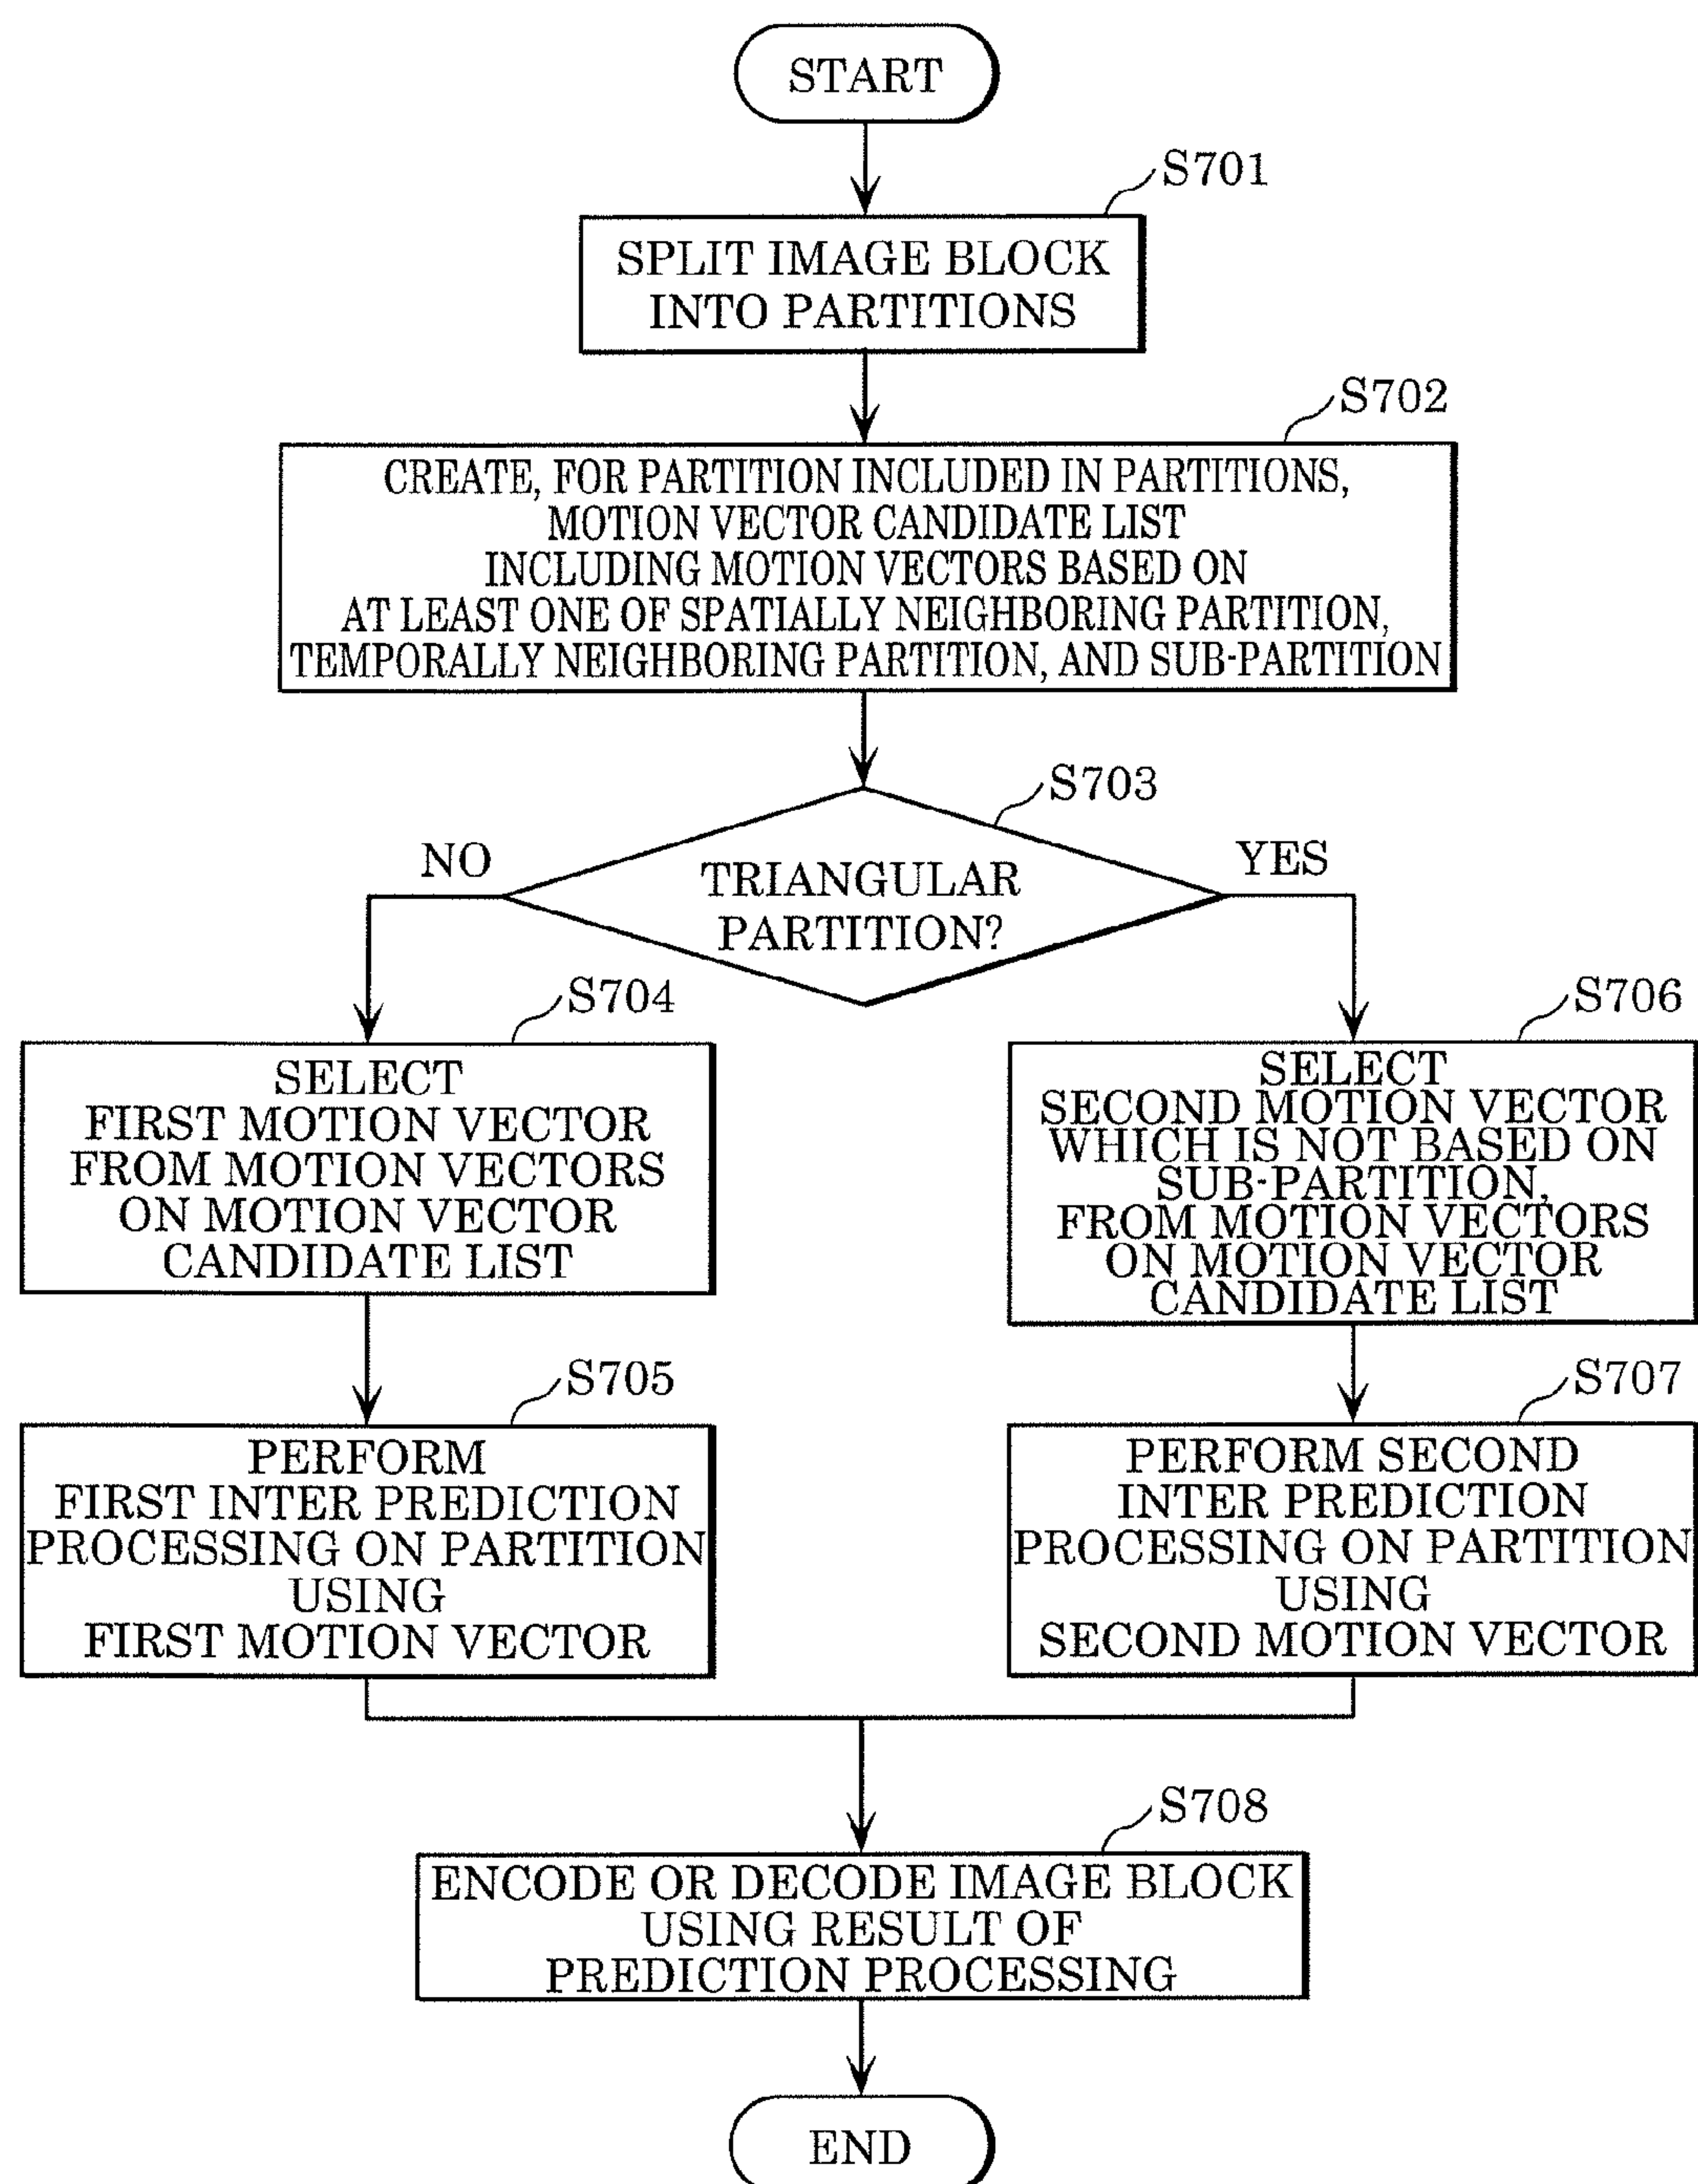 START
S701
SPLIT IMAGE BLOCK
INTO PARTITIONS
S702
CREATE, FOR PARTITION INCLUDED IN PARTITIONS,
MOTION VECTOR CANDIDATE LIST
INCLUDING MOTION VECTORS BASED ON
AT LEAST ONE OF SPATIALLY NEIGHBORING PARTITION,
TEMPORALLY NEIGHBORING PARTITION, AND SUB-PARTITION
S703
NO
YES
TRIANGULAR
PARTITION?
S704
SELECT
FIRST MOTION VECTOR
FROM MOTION VECTORS
ON MOTION VECTOR
CANDIDATE LIST
S706
SELECT
SECOND MOTION VECTOR
WHICH IS NOT BASED ON
SUB-PARTITION,
FROM MOTION VECTORS
ON MOTION VECTOR
CANDIDATE LIST
S705
PERFORM
FIRST INTER PREDICTION
PROCESSING ON PARTITION
USING
FIRST MOTION VECTOR
S707
PERFORM SECOND
INTER PREDICTION
PROCESSING ON PARTITION
USING
SECOND MOTION VECTOR
S708
ENCODE OR DECODE IMAGE BLOCK
USING RESULT OF
PREDICTION PROCESSING
END